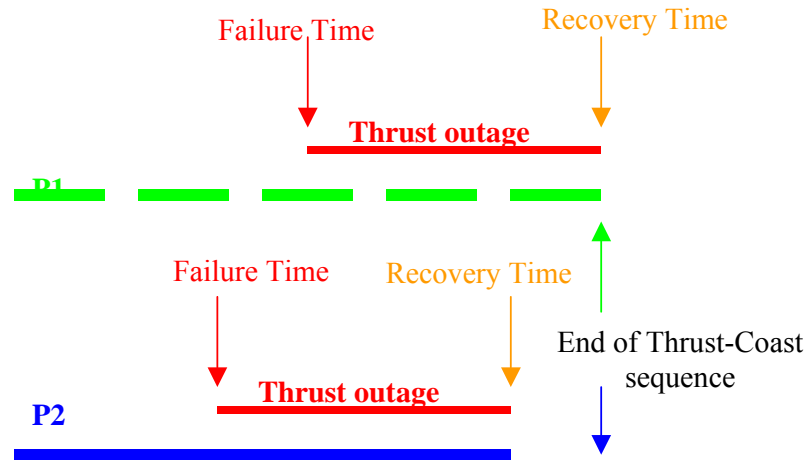 Failure Time
Recovery Time
Thrust outage
P1
Failure Time
Recovery Time
End of Thrust-Coast
sequence
Thrust outage
P2